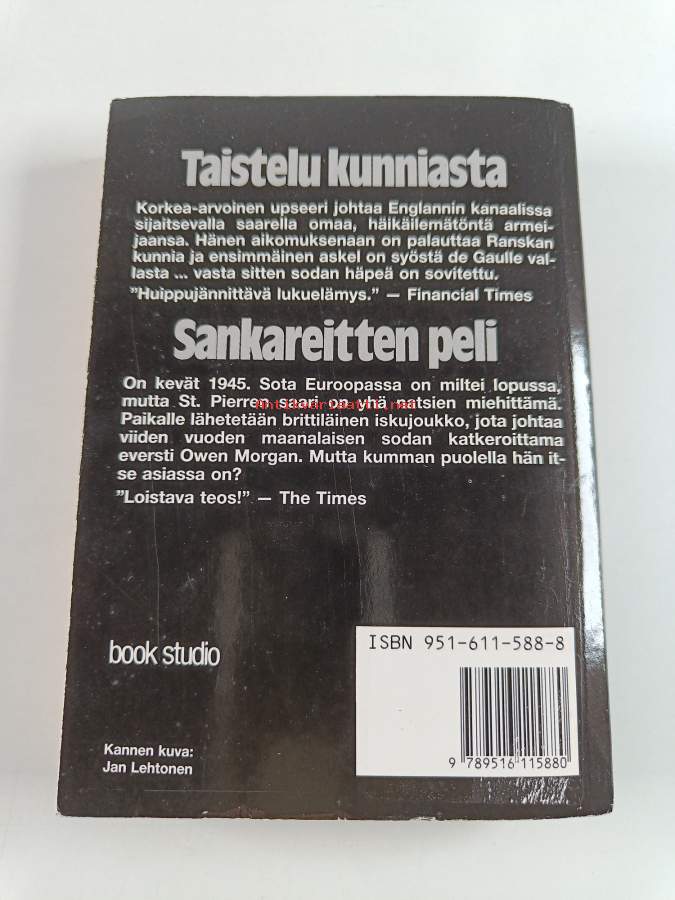 Taistelu kunniasta
Korkea-arvoinen upseeri johtaa Englannin kanaalissa
sijaitsevalla saarella omaa, häikäilemätöntä armei-
jaansa. Hänen aikomuksenaan on palauttaa Ranskan
kunnia ja ensimmäinen askel on syöstä de Gaulle val-
lasta ... vasta sitten sodan häpeä on sovitettu.
”Huippujännittävä lukuelämys.” — Financial Times
Sankareitten peli
On kevät 1945. Sota Euroopassa on miltei lopussa,
mutta St. Pierren saari on yhä natsien miehittämä.
antikvariaatti.net
Paikalle lähetetään brittiläinen iskujoukko, jota johtaa
viiden vuoden maanalaisen sodan katkeroittama
eversti Owen Morgan. Mutta kumman puolella hän it-
se asiassa on?
”Loistava teos!” — The Times
book studio
ISBN 951-611-588-8
9 789516 115880
Kannen kuva:
Jan Lehtonen